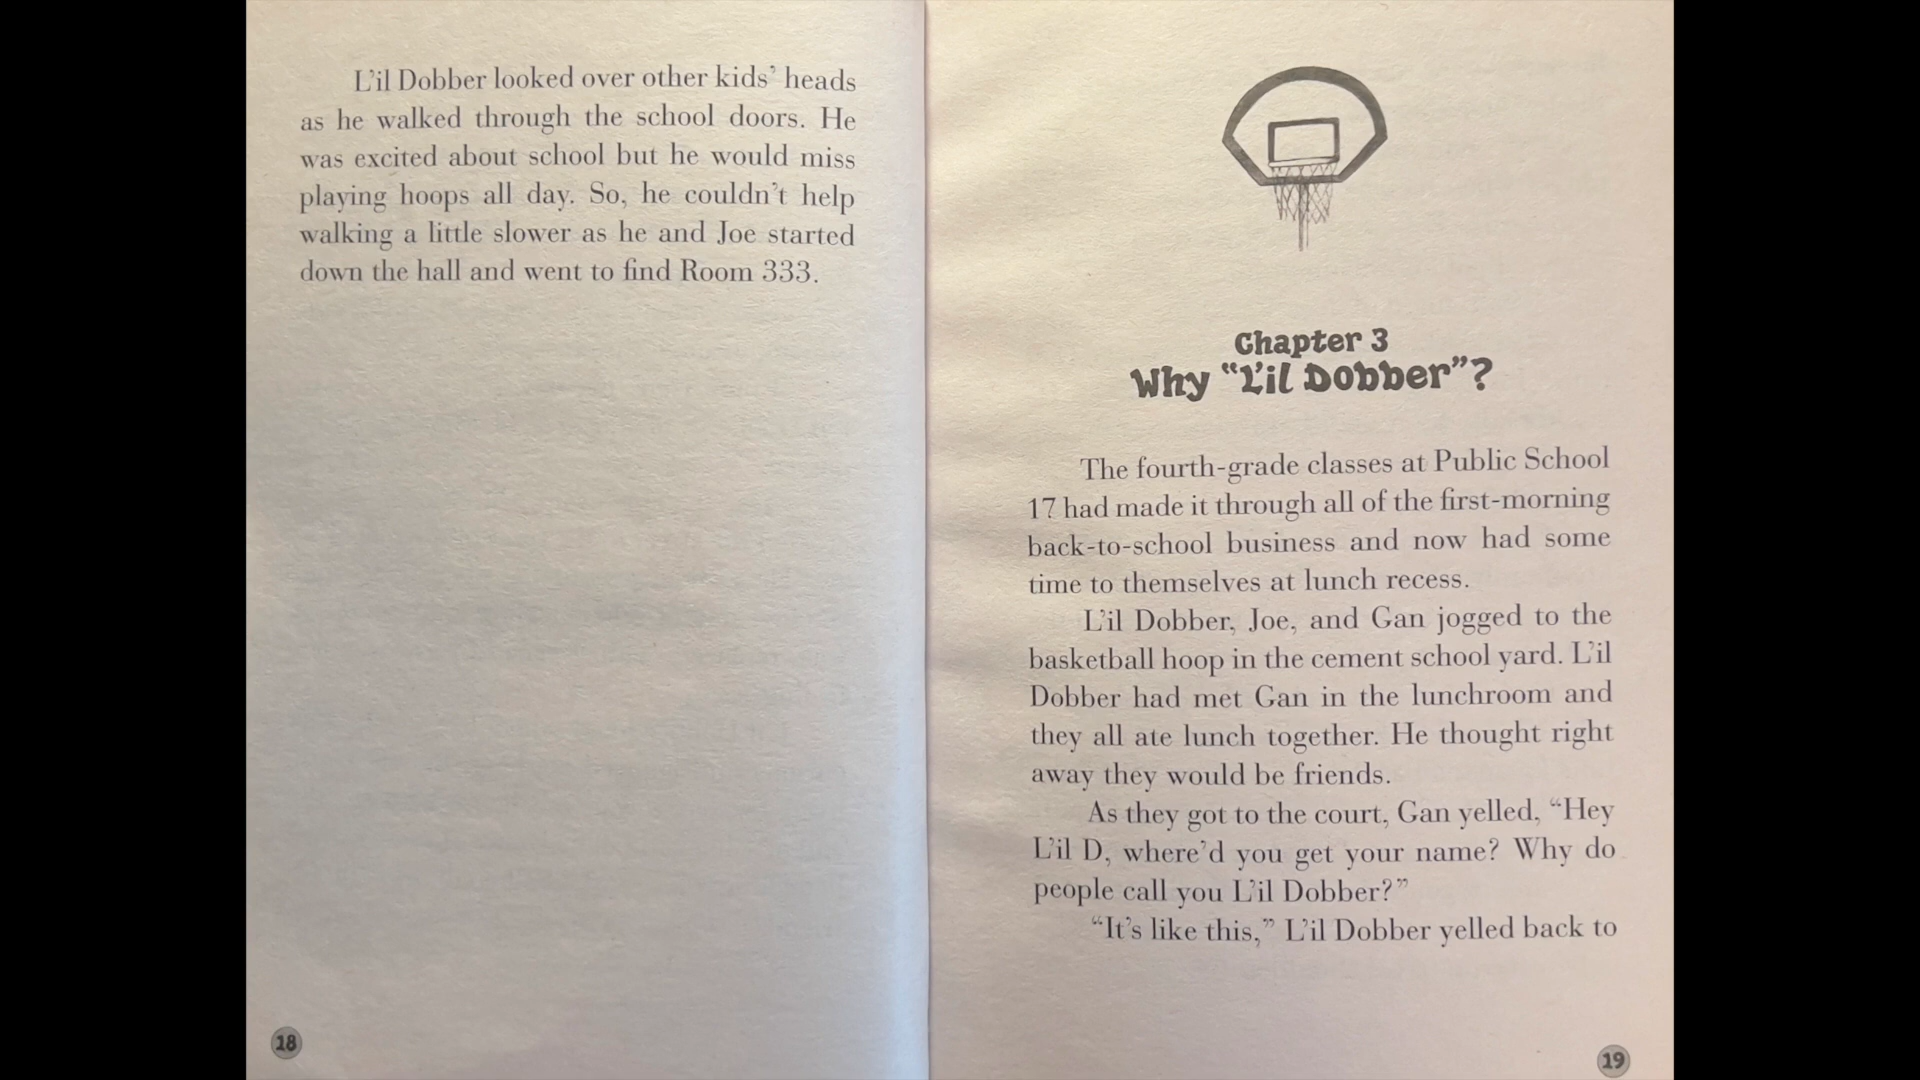 L’il Dobber looked over other kids’ heads
as he walked through the school doors. He
was excited about school but he would miss
playing hoops all day. So, he couldn’t help
walking a little slower as he and Joe started
down the hall and went to find Room 333.
18
Chapter 3
Why “L’il Dobber”?
The fourth-grade classes at Public School
17 had made it through all of the first-morning
back-to-school business and now had some
time to themselves at lunch recess.
L’il Dobber, Joe, and Gan jogged to the
basketball hoop in the cement school yard. L’il
Dobber had met Gan in the lunchroom and
they all ate lunch together. He thought right
away they would be friends.
As they got to the court, Gan yelled, “Hey
L’il D, where’d you get your name? Why do
people call you L’il Dobber?”
“It’s like this,” L’il Dobber yelled back to
19